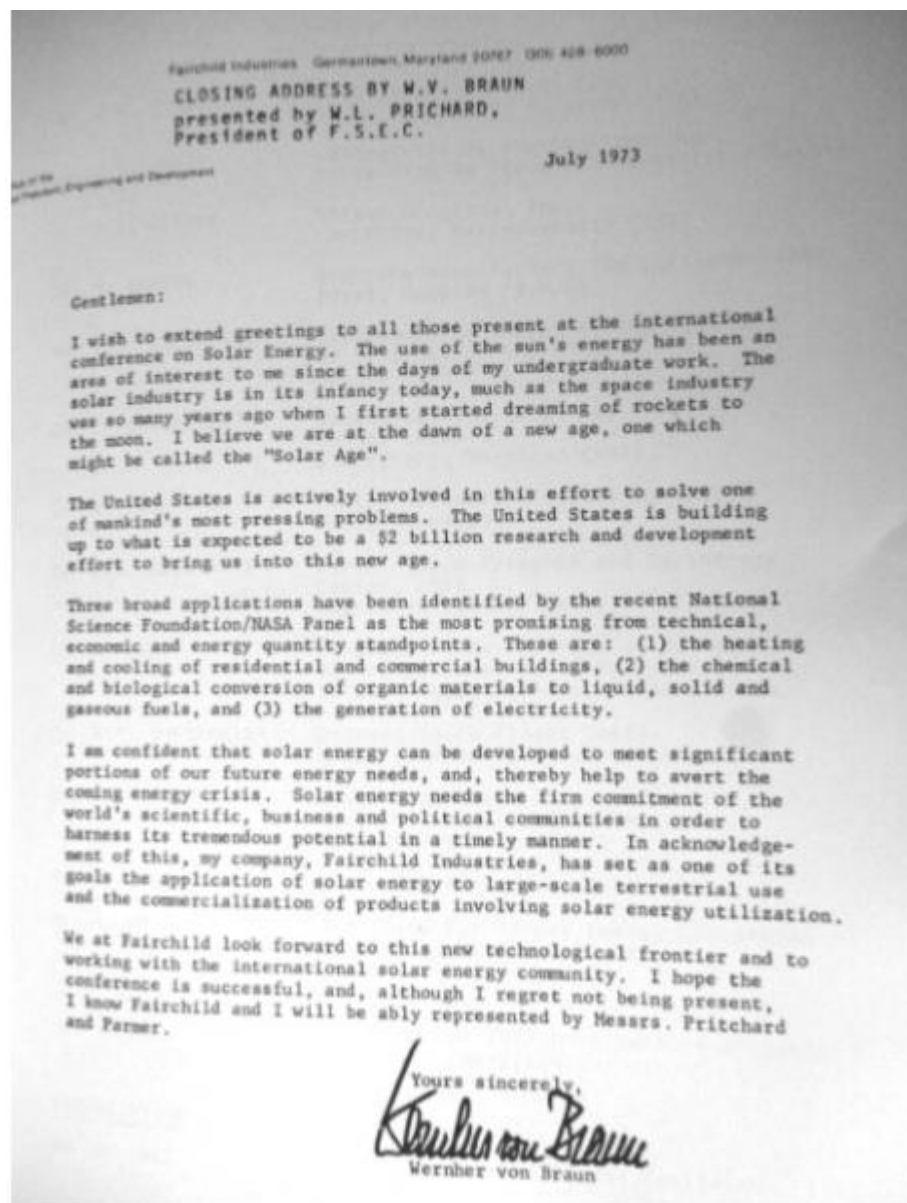 Fairchild Industries Germantown, Maryland 20767 (301) 428-6000
CLOSING ADDRESS BY W.V. BRAUN
presented by W.L. PRICHARD,
President of F.S.E.C.
July 1973
Engineering and Development
Gentlemen:
I wish to extend greetings to all those present at the international
conference on Solar Energy. The use of the sun's energy has been an
area of interest to me since the days of my undergraduate work. The
solar industry is in its infancy today, much as the space industry
was so many years ago when I first started dreaming of rockets to
the moon. I believe we are at the dawn of a new age, one which
might be called the "Solar Age".
The United States is actively involved in this effort to solve one
of mankind's most pressing problems. The United States is building
up to what is expected to be a $2 billion research and development
effort to bring us into this new age.
Three broad applications have been identified by the recent National
Science Foundation/NASA Panel as the most promising from technical,
economic and energy quantity standpoints. These are: (1) the heating
and cooling of residential and commercial buildings, (2) the chemical
and biological conversion of organic materials to liquid, solid and
gaseous fuels, and (3) the generation of electricity.
I am confident that solar energy can be developed to meet significant
portions of our future energy needs, and, thereby help to avert the
coming energy crisis. Solar energy needs the firm commitment of the
world's scientific, business and political communities in order to
harness its tremendous potential in a timely manner. In acknowledge-
ment of this, my company, Fairchild Industries, has set as one of its
goals the application of solar energy to large-scale terrestrial use
and the commercialization of products involving solar energy utilization.
We at Fairchild look forward to this new technological frontier and to
working with the international solar energy community. I hope the
conference is successful, and, although I regret not being present,
I know Fairchild and I will be ably represented by Messrs. Pritchard
and Parmer.
Yours sincerely,
Wernher von Braun
Wernher von Braun